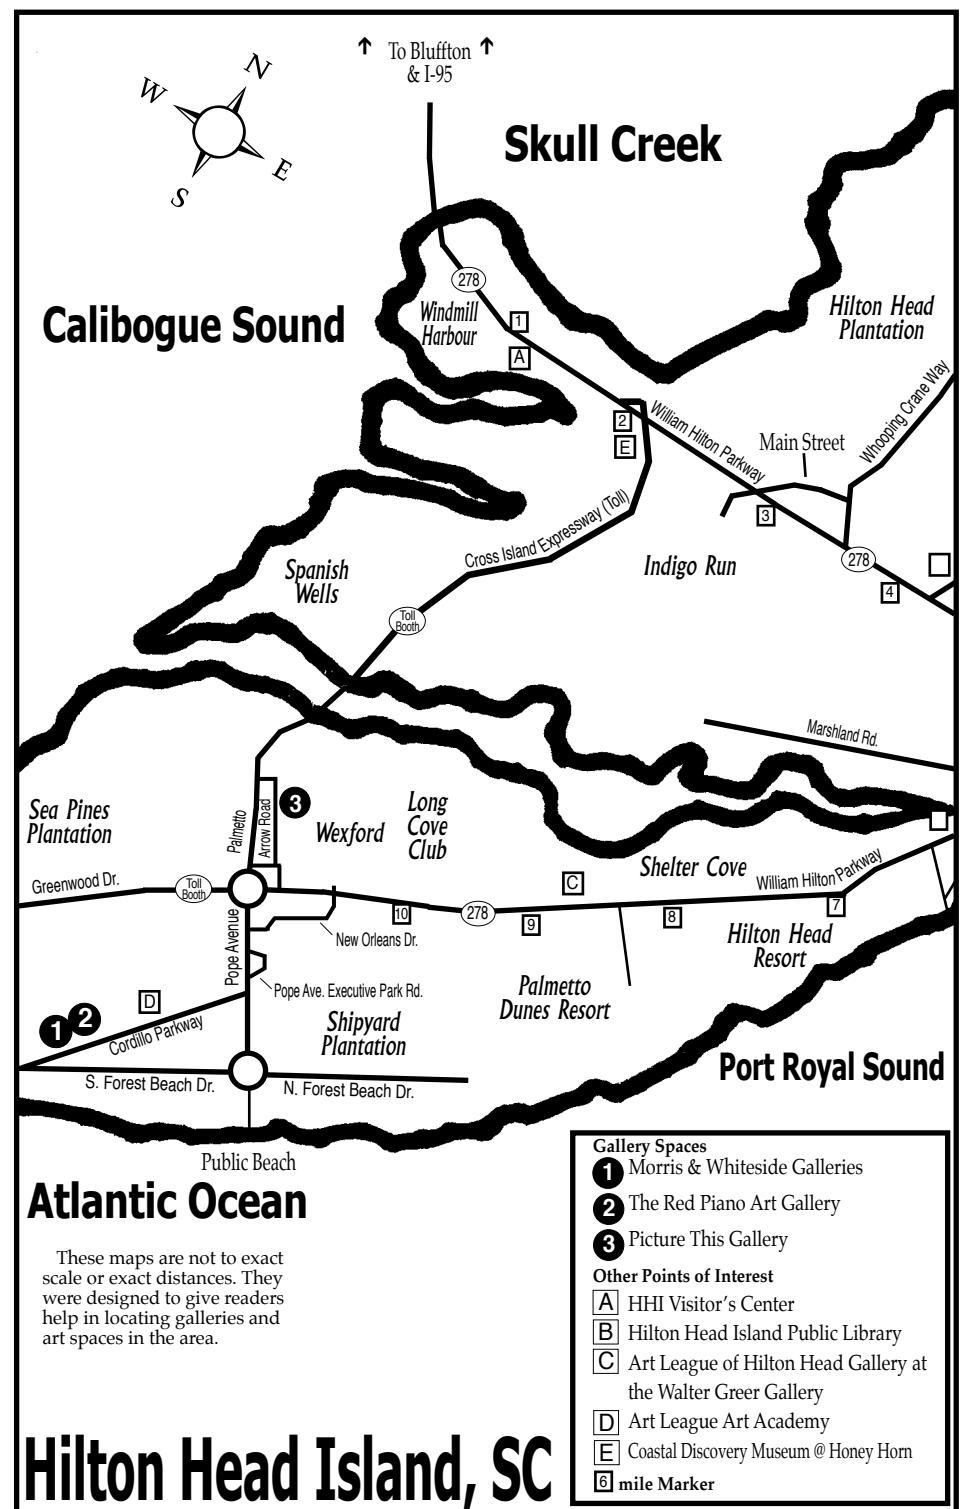 To Bluffton
& I-95
N
W
E
S
Skull Creek
Calibogue Sound
278
Windmill
Harbour
1
A
Hilton Head
Plantation
2
E
William Hilton Parkway
Main Street
Whooping Crane Way
3
Cross Island Expressway (Toll)
Indigo Run
278
4
Spanish
Wells
Toll
Booth
Marshland Rd.
Sea Pines
Plantation
Palmetto
Arrow Road
3
Wexford
Long
Cove
Club
Shelter Cove
William Hilton Parkway
Greenwood Dr.
Toll
Booth
C
10
278
9
8
7
New Orleans Dr.
Pope Avenue
Hilton Head
Resort
Pope Ave. Executive Park Rd.
Palmetto
Dunes Resort
D
1
2
Cordillo Parkway
Shipyard
Plantation
S. Forest Beach Dr.
N. Forest Beach Dr.
Port Royal Sound
Public Beach
Atlantic Ocean
These maps are not to exact
scale or exact distances. They
were designed to give readers
help in locating galleries and
art spaces in the area.
Gallery Spaces
1 Morris & Whiteside Galleries
2 The Red Piano Art Gallery
3 Picture This Gallery
Other Points of Interest
A HHI Visitor's Center
B Hilton Head Island Public Library
C Art League of Hilton Head Gallery at
the Walter Greer Gallery
D Art League Art Academy
E Coastal Discovery Museum @ Honey Horn
6 mile Marker
Hilton Head Island, SC